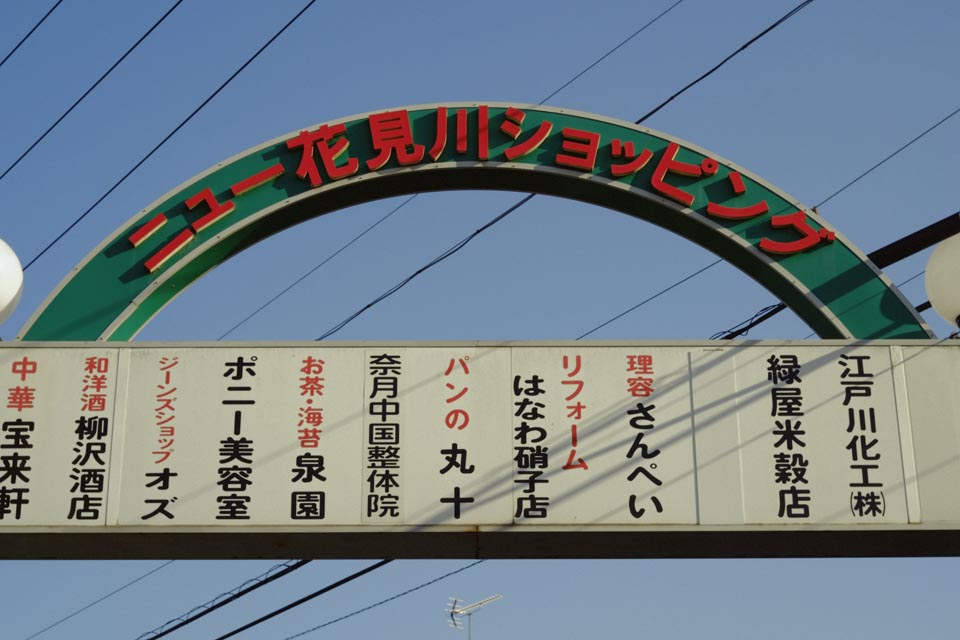 ニュー花見川ショッピング
江戸川化工㈱
緑屋米穀店
理容さんぺい
リフォーム
はなわ硝子店
パンの丸十
奈月中国整体院
お茶・海苔泉園
ポニー美容室
ジーンズショップオズ
和洋酒柳沢酒店
中華宝来軒